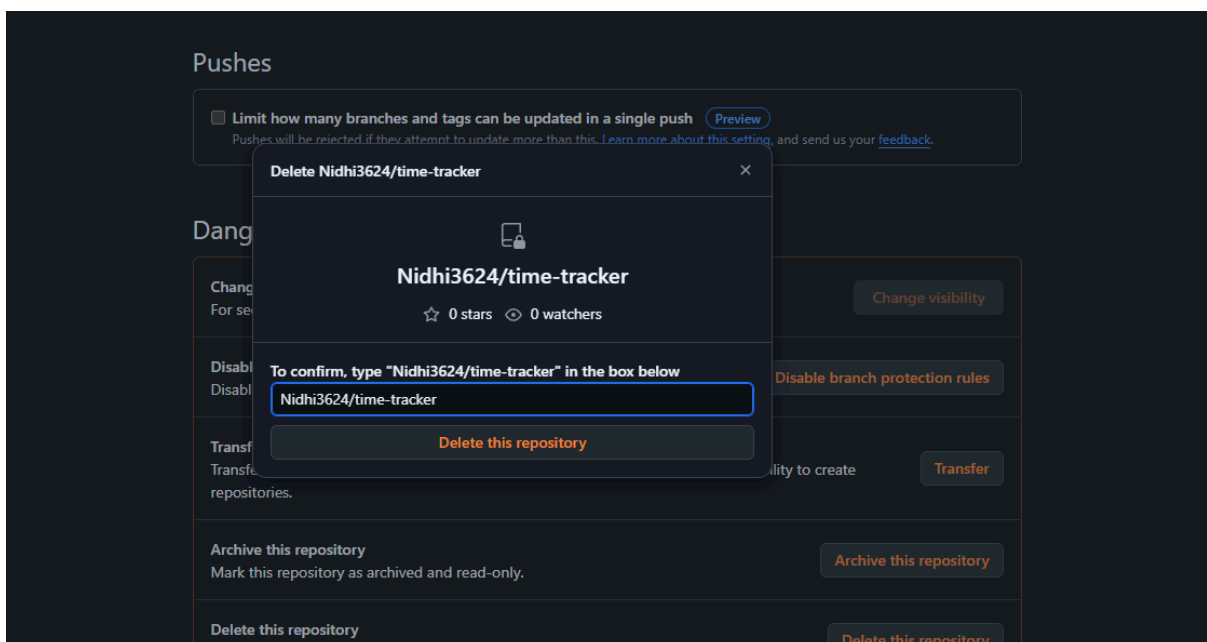 Pushes
Limit how many branches and tags can be updated in a single push Preview
Pushes will be rejected if they attempt to update more than this. Learn more about this setting, and send us your feedback.
Delete Nidhi3624/time-tracker
Dang
Nidhi3624/time-tracker
0 stars 0 watchers
Chang
For se
Change visibility
To confirm, type "Nidhi3624/time-tracker" in the box below
Nidhi3624/time-tracker
Delete this repository
Disabl
Disabl
Disable branch protection rules
Transf
Transfe
ility to create
repositories.
Transfer
Archive this repository
Mark this repository as archived and read-only.
Archive this repository
Delete this repository
Delete this repository